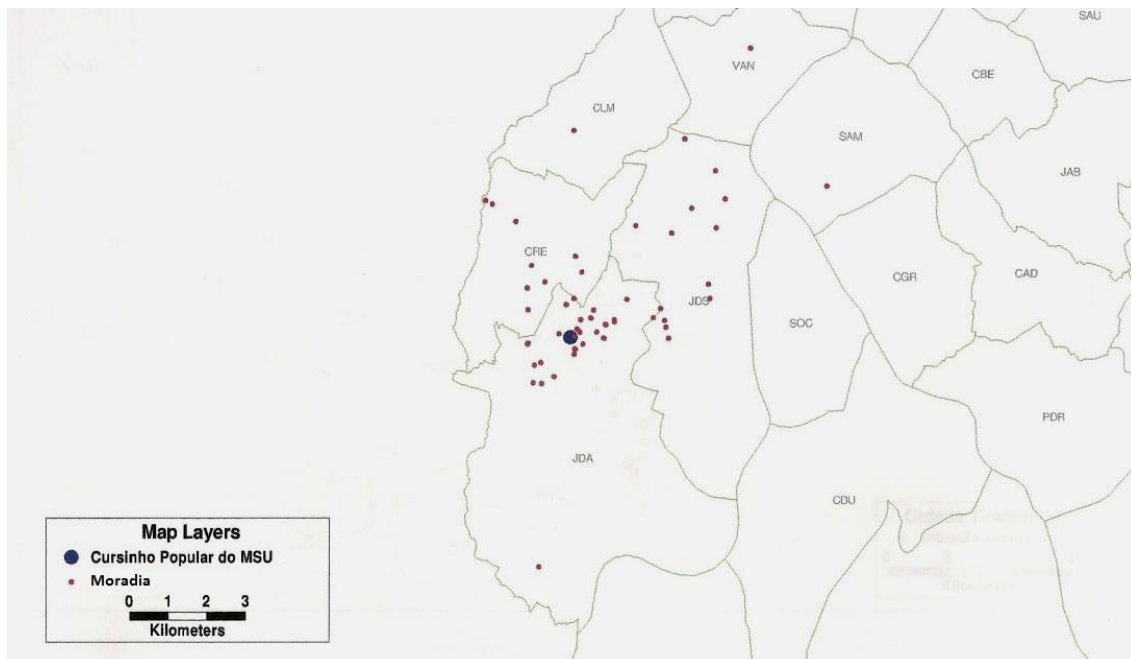 SAU
VAN
CBE
CLM
SAM
JAB
CRE
CGR
CAD
JDS
SOC
PDR
JDA
CDU
Map Layers
Cursinho Popular do MSU
Moradia
0 1 2 3
Kilometers